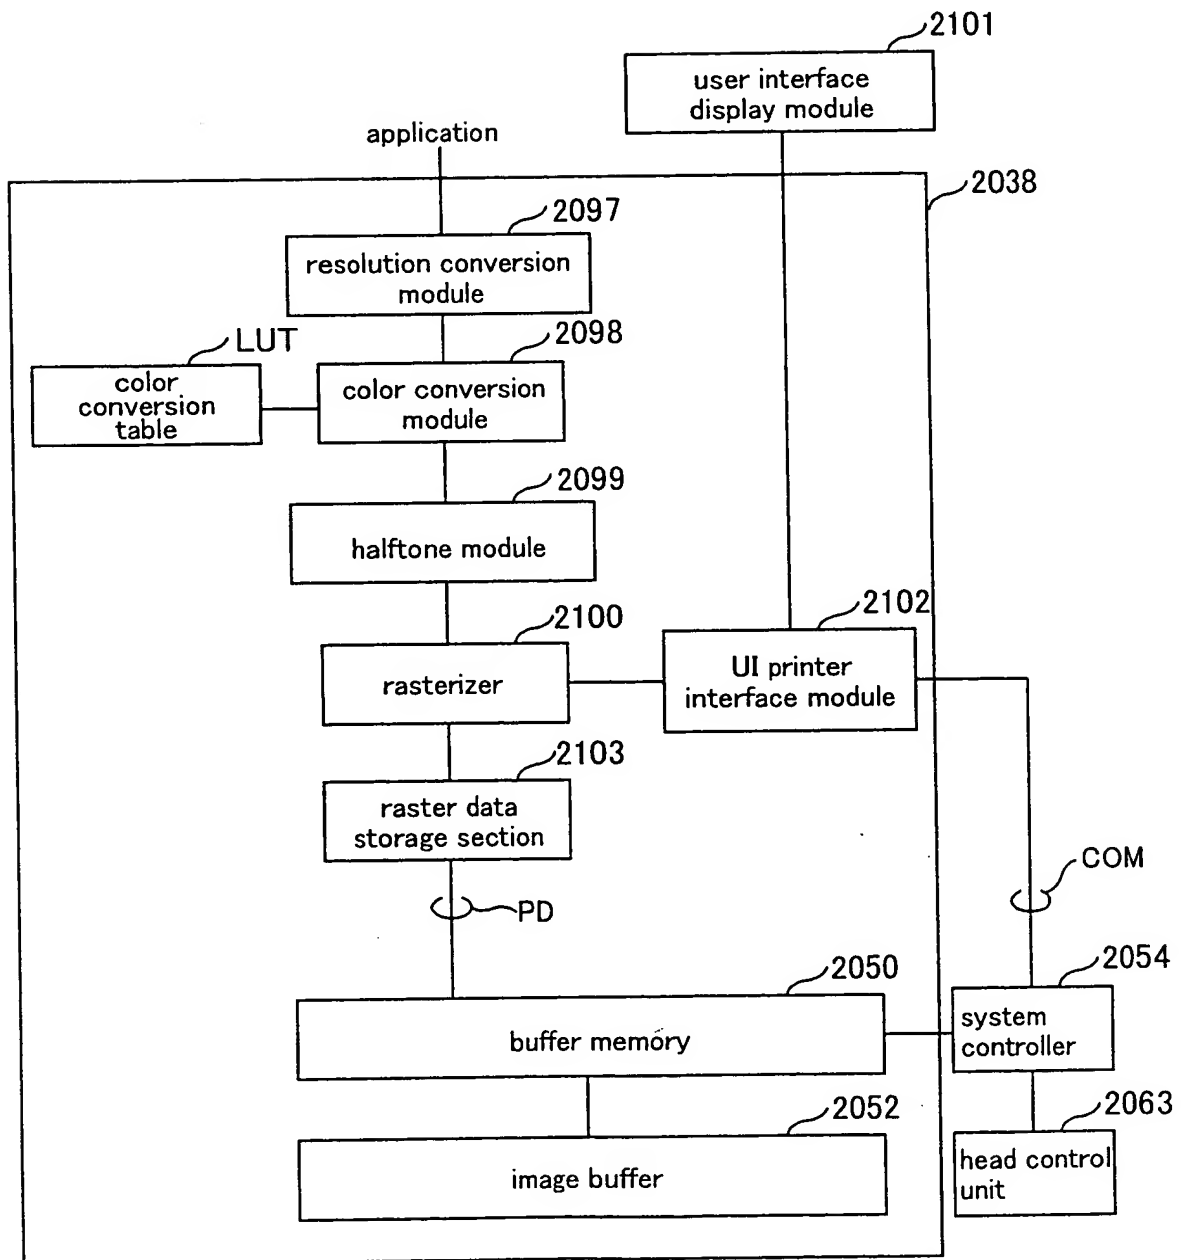 2101
user interface
display module
application
2038
2097
resolution conversion
module
LUT
2098
color
conversion
table
color conversion
module
2099
halftone module
2100
2102
rasterizer
UI printer
interface module
2103
raster data
storage section
COM
PD
2050
2054
buffer memory
system
controller
2052
2063
image buffer
head control
unit